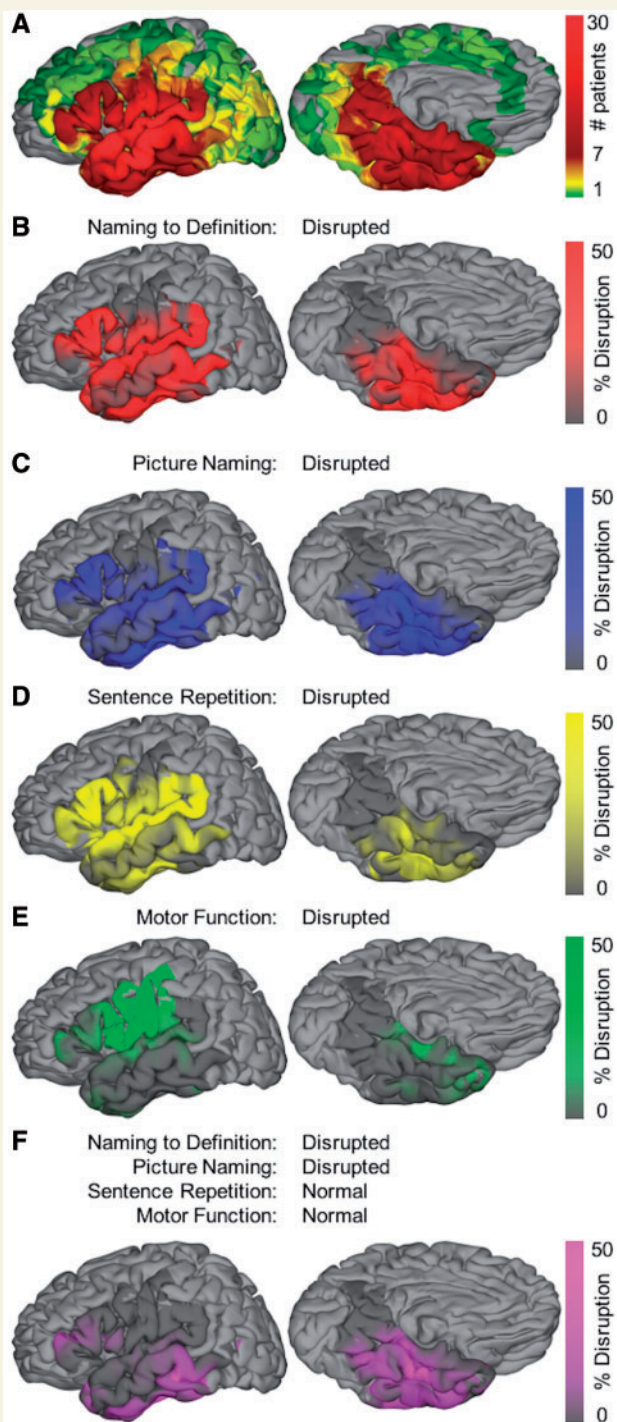 A
30
# patients
7
1
B
Naming to Definition: Disrupted
50
% Disruption
0
C
Picture Naming: Disrupted
50
% Disruption
0
D
Sentence Repetition: Disrupted
50
% Disruption
0
E
Motor Function: Disrupted
50
% Disruption
0
F
Naming to Definition: Disrupted
Picture Naming: Disrupted
Sentence Repetition: Normal
Motor Function: Normal
50
% Disruption
0